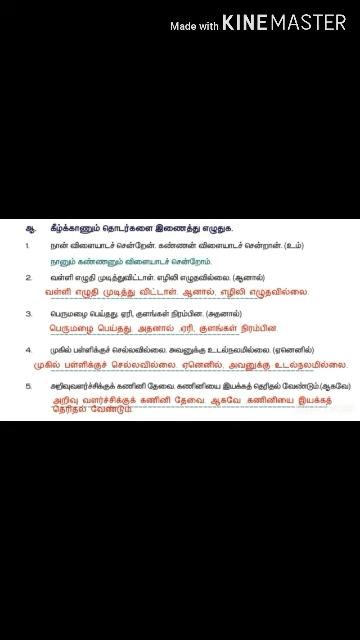 Made with KINEMASTER
ஆ. கீழ்க்காணும் தொடர்களை இணைத்து எழுதுக.
1. நான் விளையாடச் சென்றேன். கண்ணன் விளையாடச் சென்றான். (உம்)
நானும் கண்ணனும் விளையாடச் சென்றோம்.
2. வள்ளி எழுதி முடித்துவிட்டாள். எழிலி எழுதவில்லை. (ஆனால்)
வள்ளி எழுதி முடித்து விட்டாள். ஆனால், எழிலி எழுதவில்லை.
3. பெருமழை பெய்தது. ஏரி, குளங்கள் நிரம்பின. (அதனால்)
பெருமழை பெய்தது. அதனால் ,ஏரி, குளங்கள் நிரம்பின.
4. முகில் பள்ளிக்குச் செல்லவில்லை. அவனுக்கு உடல்நலமில்லை. (ஏனெனில்)
முகில் பள்ளிக்குச் செல்லவில்லை. ஏனெனில், அவனுக்கு உடல்நலமில்லை.
5. அறிவுவளர்ச்சிக்குக் கணினி தேவை. கணினியை இயக்கத் தெரிதல் வேண்டும்.(ஆகவே)
அறிவு வளர்ச்சிக்குக் கணினி தேவை. ஆகவே, கணினியை இயக்கத்
தெரிதல் வேண்டும்.